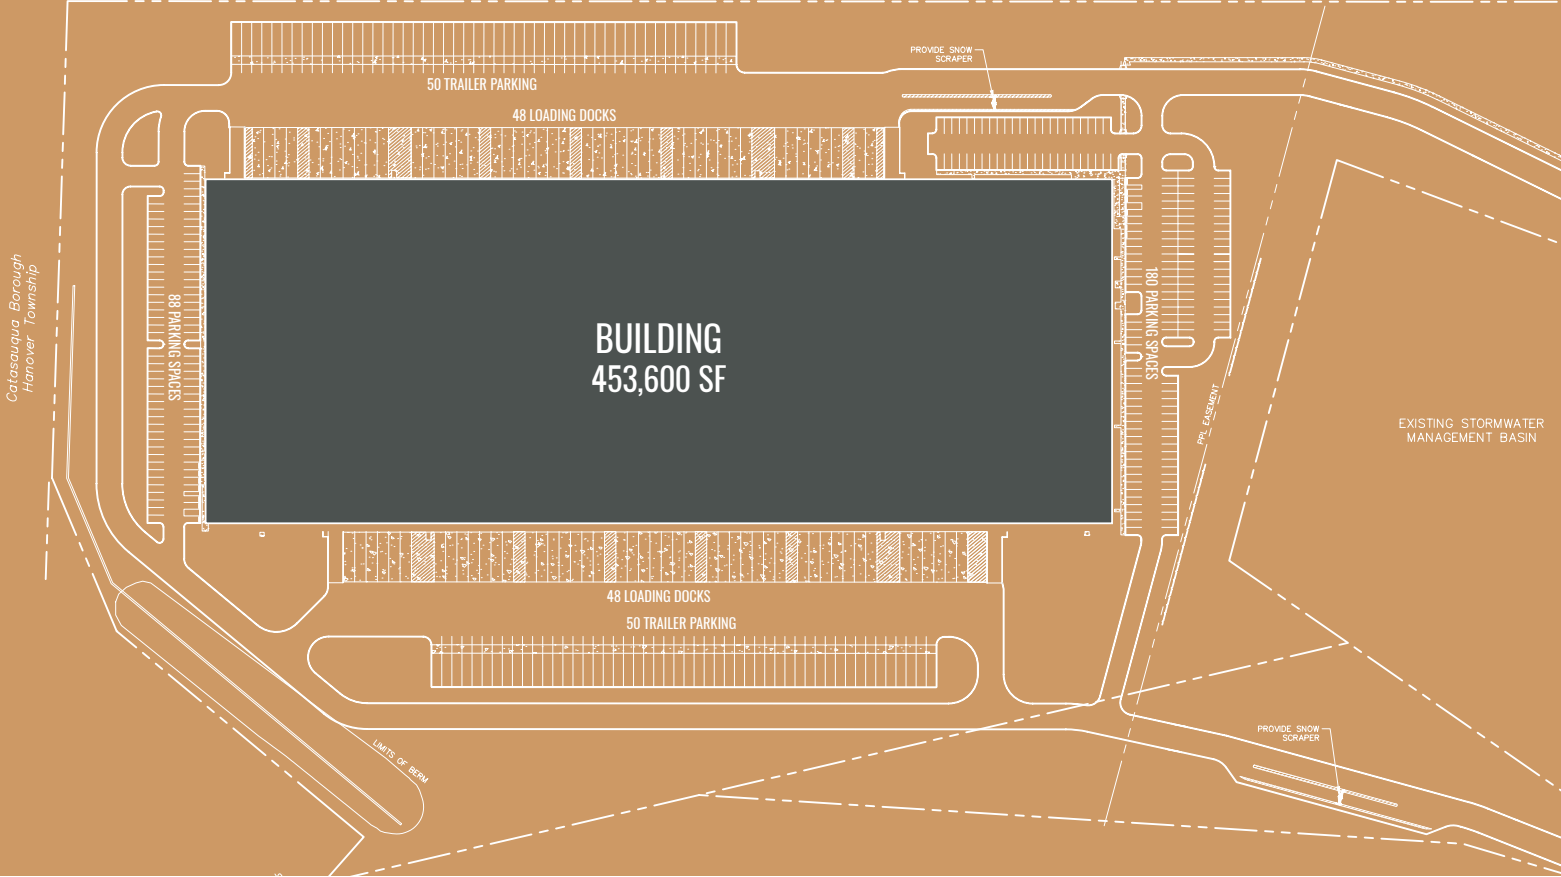 PROVIDE SNOW
SCRAPER
50 TRAILER PARKING
48 LOADING DOCKS
Catasauqua Borough
Hanover Township
88 PARKING SPACES
BUILDING
453,600 SF
180 PARKING SPACES
PPL EASEMENT
EXISTING STORMWATER
MANAGEMENT BASIN
48 LOADING DOCKS
50 TRAILER PARKING
LIMITS OF BERM
PROVIDE SNOW
SCRAPER